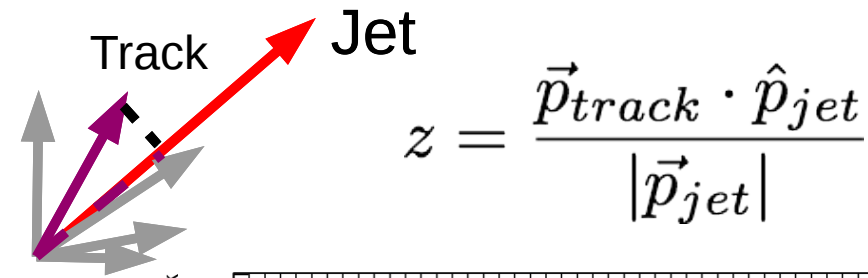 Jet
Track
z = \frac{\vec{p}_{track} \cdot \hat{p}_{jet}}{|\vec{p}_{jet}|}